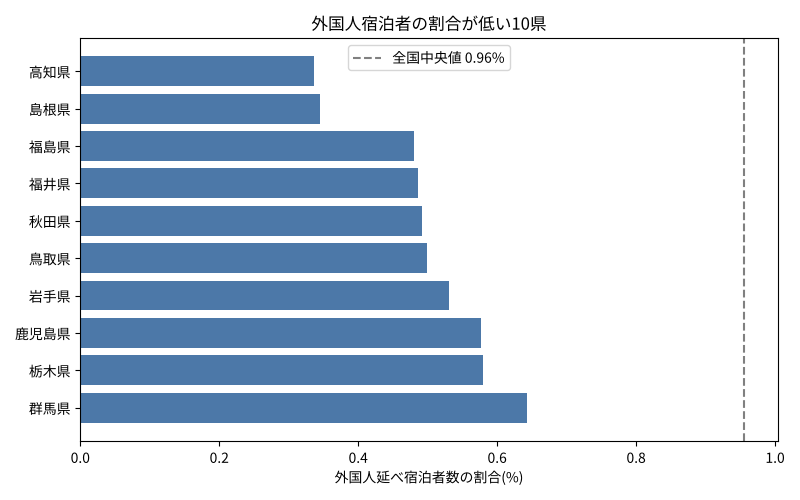 外国人宿泊者の割合が低い10県
全国中央値 0.96%
高知県
島根県
福島県
福井県
秋田県
鳥取県
岩手県
鹿児島県
栃木県
群馬県
0.0 0.2 0.4 0.6 0.8 1.0
外国人延べ宿泊者数の割合(%)